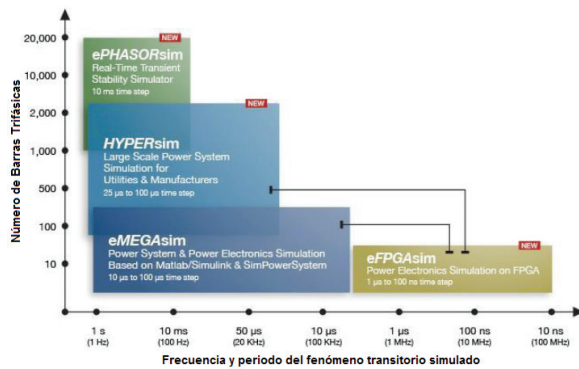 Número de Barras Trifásicas
20,000
10,000
2,000
1,000
500
100
10
NEW
ePHASORsim
Real-Time Transient
Stability Simulator
10 ms time step
NEW
HYPERsim
Large Scale Power System
Simulation for
Utilities & Manufacturers
25 µs to 100 µs time step
eMEGAsim
Power System & Power Electronics Simulation
Based on Matlab/Simulink & SimPowerSystem
10 µs to 100 µs time step
NEW
eFPGAsim
Power Electronics Simulation on FPGA
1 µs to 100 ns time step
1 s
(1 Hz)
10 ms
(100 Hz)
50 µs
(20 KHz)
10 µs
(100 KHz)
1 µs
(1 MHz)
100 ns
(10 MHz)
10 ns
(100 MHz)
Frecuencia y periodo del fenómeno transitorio simulado